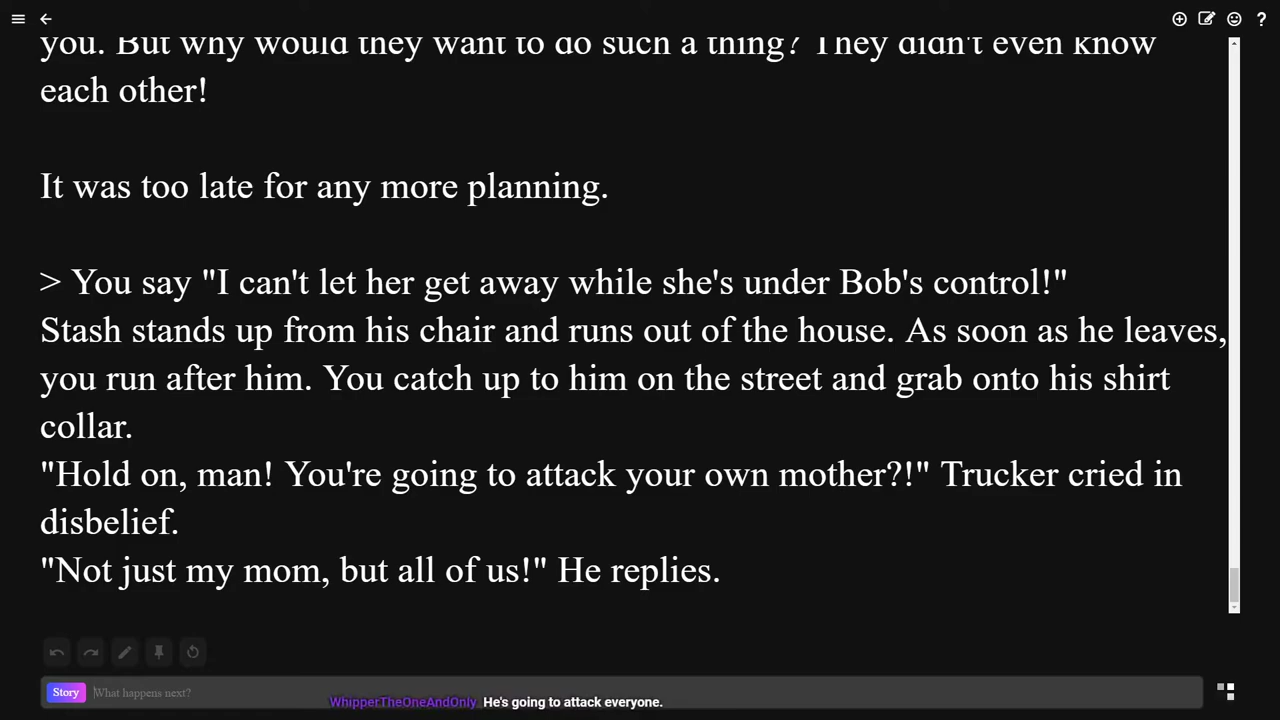 you. But why would they want to do such a thing? They didn't even know
each other!
It was too late for any more planning.
> You say "I can't let her get away while she's under Bob's control!"
Stash stands up from his chair and runs out of the house. As soon as he leaves,
you run after him. You catch up to him on the street and grab onto his shirt
collar.
"Hold on, man! You're going to attack your own mother?!" Trucker cried in
disbelief.
"Not just my mom, but all of us!" He replies.
Story What happens next?
WhipperTheOneAndOnly He's going to attack everyone.